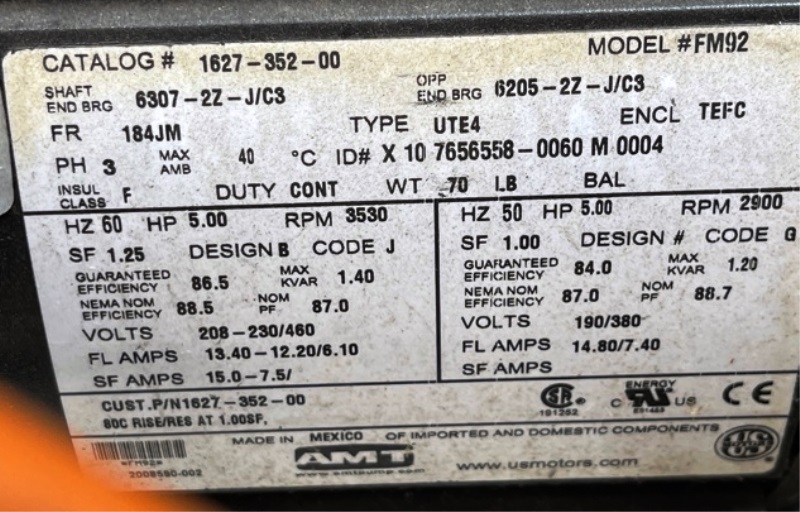 CATALOG # 1627-352-00 MODEL #FM92
SHAFT END BRG 6307-2Z-J/C3 OPP END BRG 6205-2Z-J/C3
FR 184JM TYPE UTE4 ENCL TEFC
PH 3 MAX AMB 40 °C ID# X 10 7656558-0060 M 0004
INSUL CLASS F DUTY CONT WT 70 LB BAL
HZ 60 HP 5.00 RPM 3530
SF 1.25 DESIGN B CODE J
GUARANTEED EFFICIENCY 86.5 MAX KVAR 1.40
NEMA NOM EFFICIENCY 88.5 NOM PF 87.0
VOLTS 208-230/460
FL AMPS 13.40-12.20/6.10
SF AMPS 15.0-7.5/
HZ 50 HP 5.00 RPM 2900
SF 1.00 DESIGN # CODE G
GUARANTEED EFFICIENCY 84.0 MAX KVAR 1.20
NEMA NOM EFFICIENCY 87.0 NOM PF 88.7
VOLTS 190/380
FL AMPS 14.80/7.40
SF AMPS
CUST.P/N1627-352-00
80C RISE/RES AT 1.00SF,
SA
ENERGY
C US
CE
MADE IN MEXICO OF IMPORTED AND DOMESTIC COMPONENTS
AMT
www.amtpump.com
www.usmotors.com
*FM92*
2008580-002